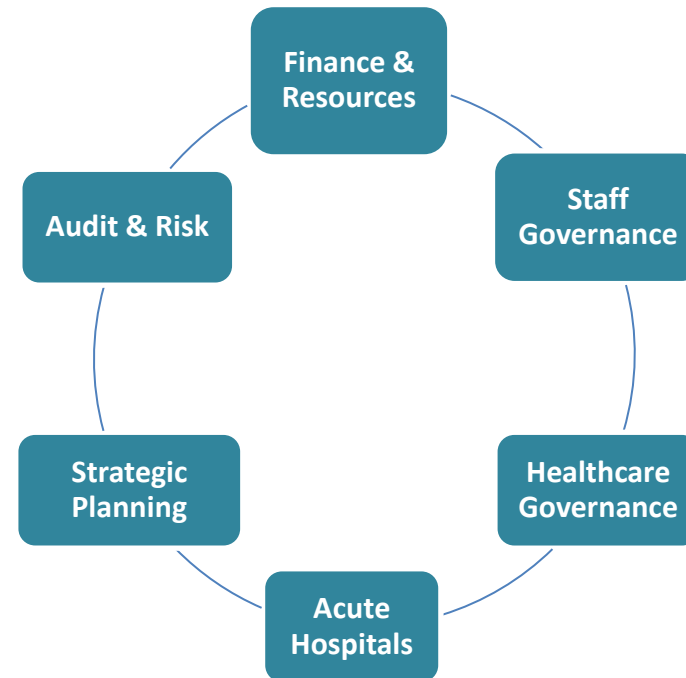 Finance &
Resources
Staff
Governance
Healthcare
Governance
Acute
Hospitals
Strategic
Planning
Audit & Risk